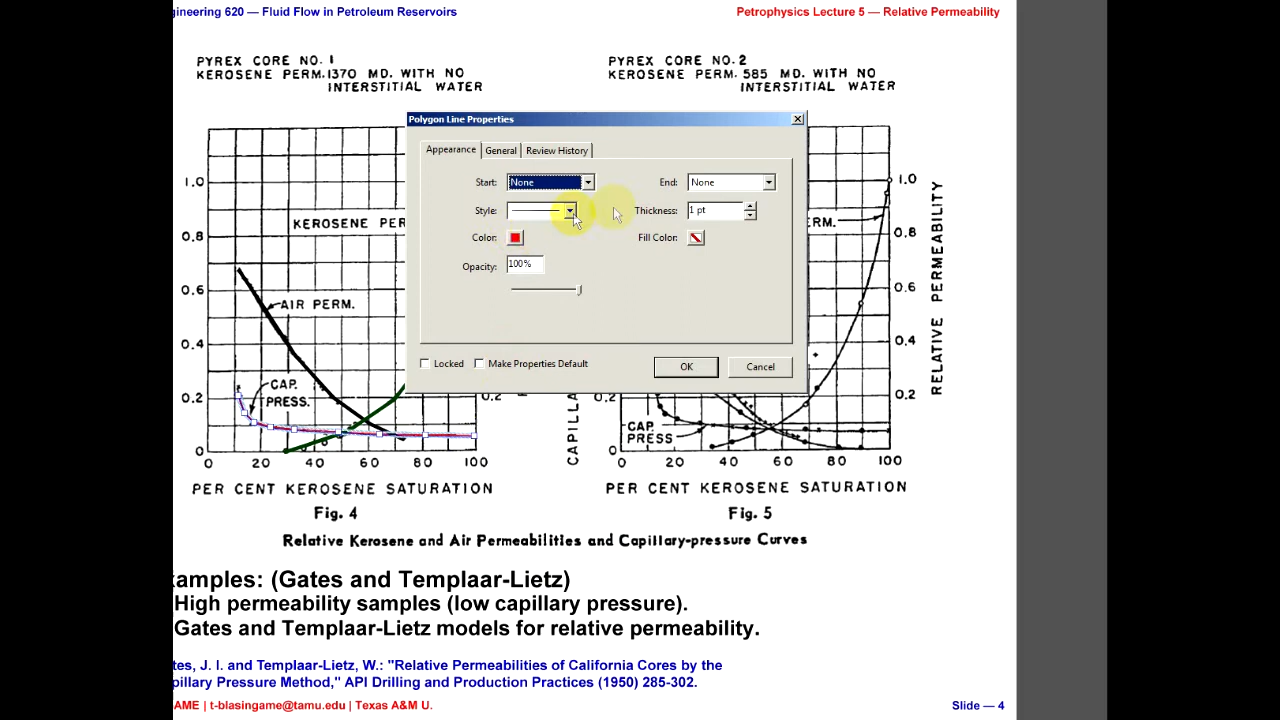 gineering 620 — Fluid Flow in Petroleum Reservoirs
Petrophysics Lecture 5 — Relative Permeability
PYREX CORE NO. 1
KEROSENE PERM. 1370 MD. WITH NO
INTERSTITIAL WATER
PYREX CORE NO. 2
KEROSENE PERM. 585 MD. WITH NO
INTERSTITIAL WATER
Polygon Line Properties
Appearance General Review History
Start: None End: None
Style: Thickness: 1 pt
Color: Fill Color:
Opacity: 100%
Locked Make Properties Default OK Cancel
1.0
0.8
0.6
0.4
0.2
0
KEROSENE PER
AIR PERM.
CAP.
PRESS.
0 20 40 60 80 100
PER CENT KEROSENE SATURATION
Fig. 4
0.2
CAPILLA
0.2
0
RM.
CAP.
PRESS
1.0
0.8
0.6
0.4
0.2
0
RELATIVE PERMEABILITY
0 20 40 60 80 100
PER CENT KEROSENE SATURATION
Fig. 5
Relative Kerosene and Air Permeabilities and Capillary-pressure Curves
xamples: (Gates and Templaar-Lietz)
High permeability samples (low capillary pressure).
Gates and Templaar-Lietz models for relative permeability.
tes, J. I. and Templaar-Lietz, W.: "Relative Permeabilities of California Cores by the
pillary Pressure Method," API Drilling and Production Practices (1950) 285-302.
AME | t-blasingame@tamu.edu | Texas A&M U.
Slide — 4